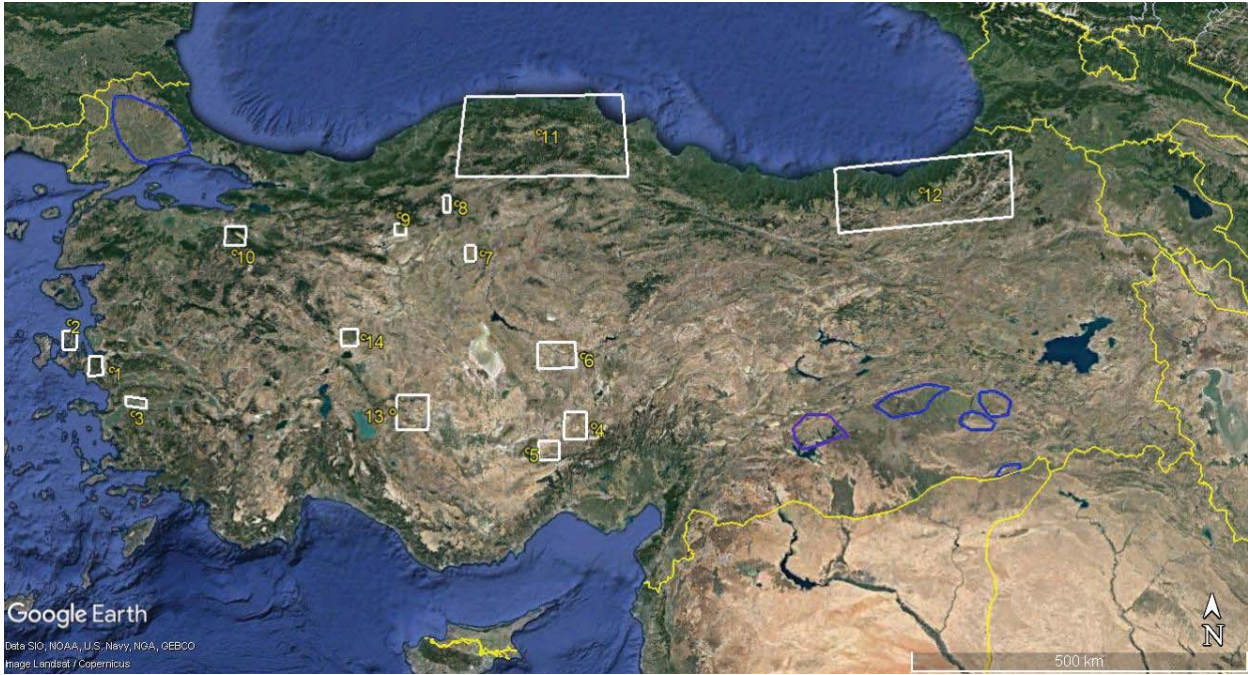 °11
°12
°8
°9
°10
°7
°2
°14
°6
°1
°3
13 °
°4
°5
Google Earth
Data SIO, NOAA, U.S. Navy, NGA, GEBCO
Image Landsat / Copernicus
N
500 km